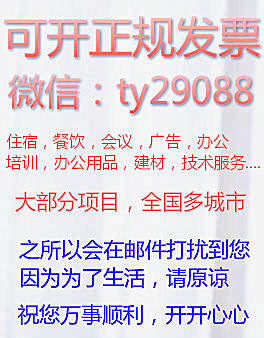 可开正规发票
微信：ty29088
住宿，餐饮，会议，广告，办公
培训，办公用品，建材，技术服务....
大部分项目，全国多城市
之所以会在邮件打扰到您
因为为了生活，请原谅
祝您万事顺利，开开心心